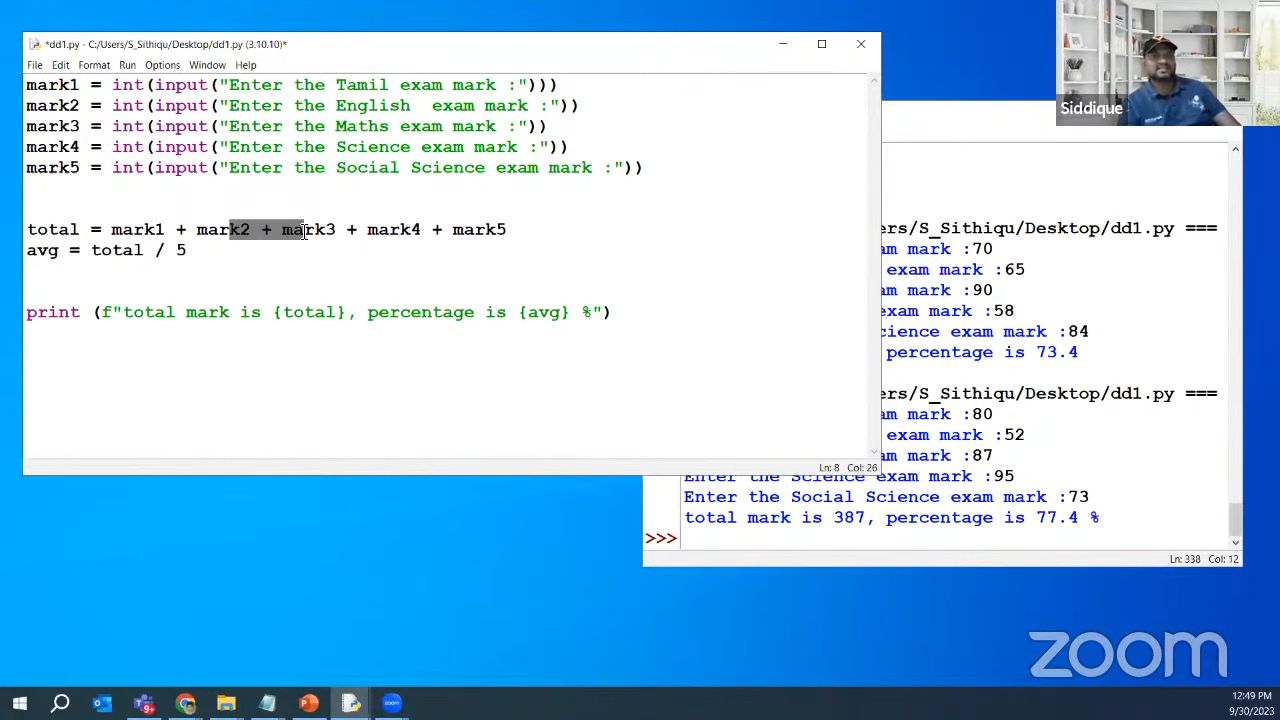 *dd1.py - C:/Users/S_Sithiqu/Desktop/dd1.py (3.10.10)*
File Edit Format Run Options Window Help
mark1 = int(input("Enter the Tamil exam mark :")))
mark2 = int(input("Enter the English  exam mark :"))
mark3 = int(input("Enter the Maths exam mark :"))
mark4 = int(input("Enter the Science exam mark :"))
mark5 = int(input("Enter the Social Science exam mark :"))
total = mark1 + mark2 + mark3 + mark4 + mark5
avg = total / 5
print (f"total mark is {total}, percentage is {avg} %")
Ln: 8 Col: 26
Siddique
ers/S_Sithiqu/Desktop/dd1.py ===
am mark :70
exam mark :65
am mark :90
exam mark :58
cience exam mark :84
percentage is 73.4
ers/S_Sithiqu/Desktop/dd1.py ===
am mark :80
exam mark :52
am mark :87
Enter the Science exam mark :95
Enter the Social Science exam mark :73
total mark is 387, percentage is 77.4 %
>>>
Ln: 338 Col: 12
zoom
9+
zoom
12:49 PM
9/30/2023